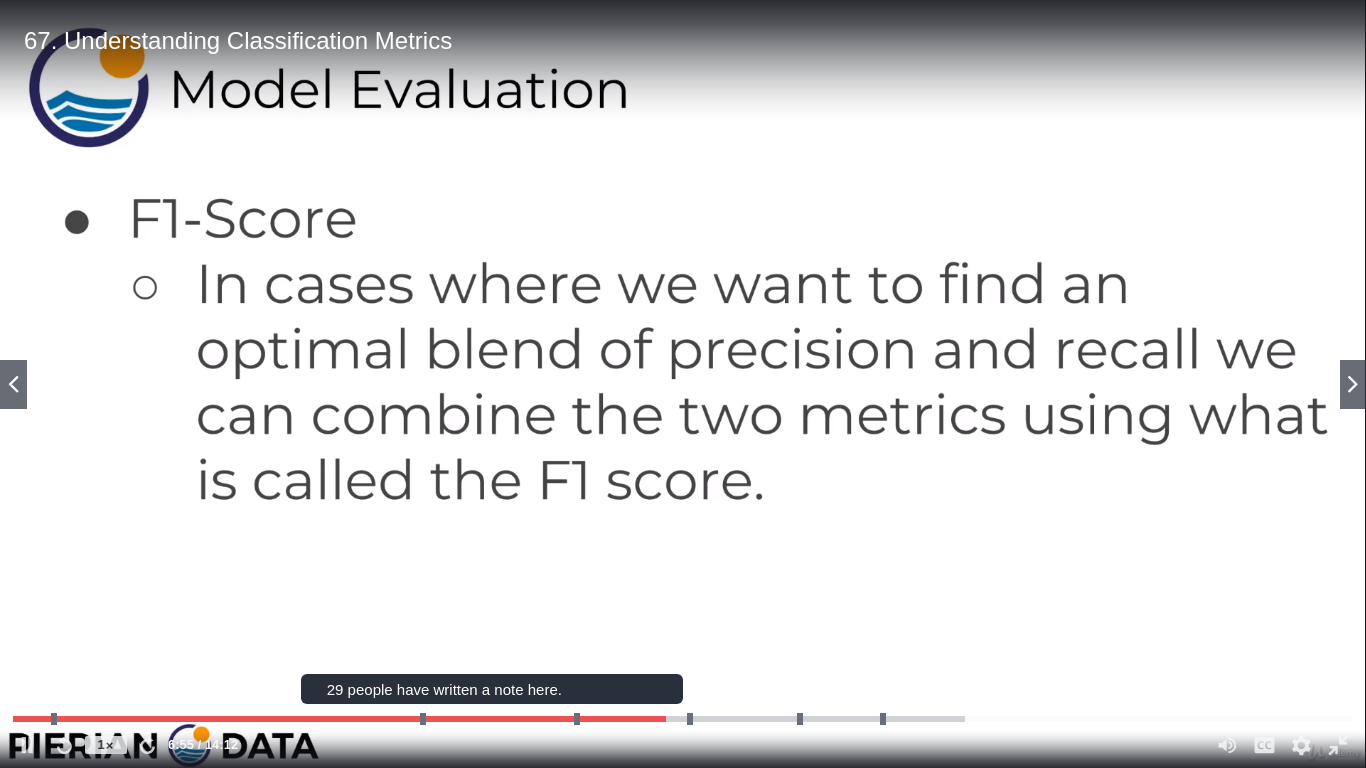 67. Understanding Classification Metrics
Model Evaluation
● F1-Score
○ In cases where we want to find an
optimal blend of precision and recall we
can combine the two metrics using what
is called the F1 score.
29 people have written a note here.
PIERIAN DATA
1x
6:55 / 14:12
CC